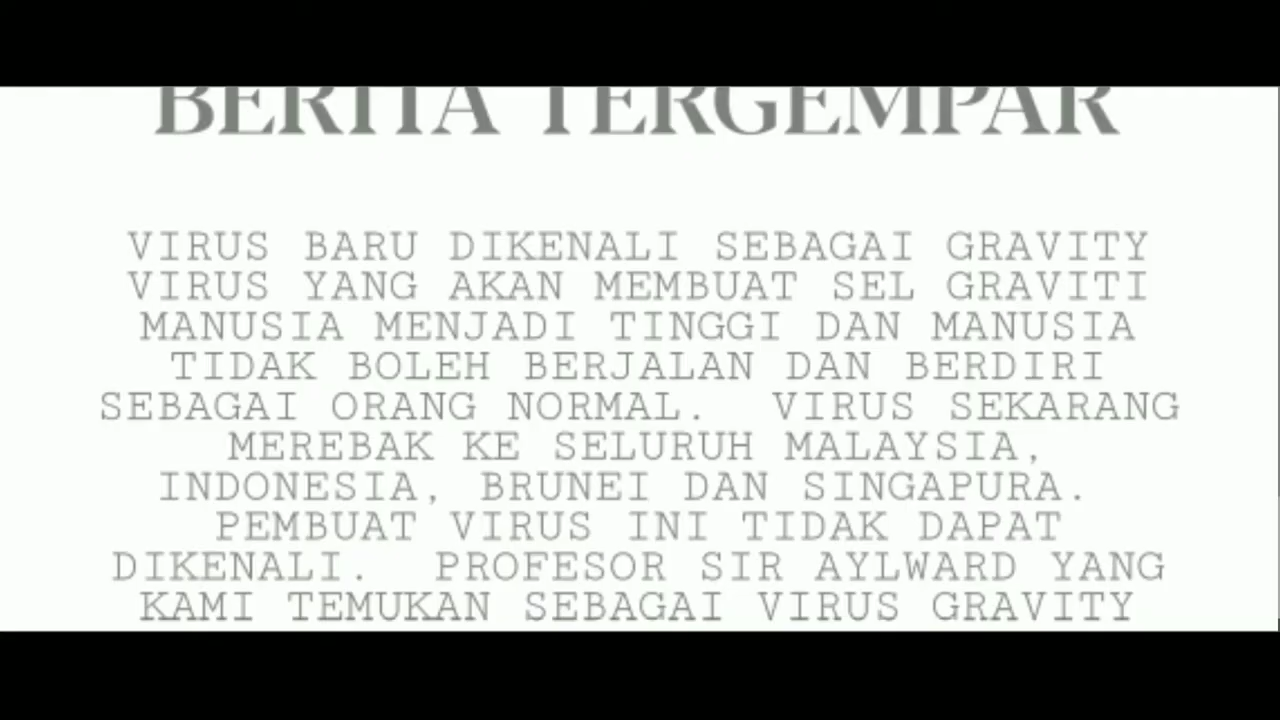 BERITA TERGEMPAR
VIRUS BARU DIKENALI SEBAGAI GRAVITY
VIRUS YANG AKAN MEMBUAT SEL GRAVITI
MANUSIA MENJADI TINGGI DAN MANUSIA
TIDAK BOLEH BERJALAN DAN BERDIRI
SEBAGAI ORANG NORMAL. VIRUS SEKARANG
MEREBAK KE SELURUH MALAYSIA,
INDONESIA, BRUNEI DAN SINGAPURA.
PEMBUAT VIRUS INI TIDAK DAPAT
DIKENALI. PROFESOR SIR AYLWARD YANG
KAMI TEMUKAN SEBAGAI VIRUS GRAVITY